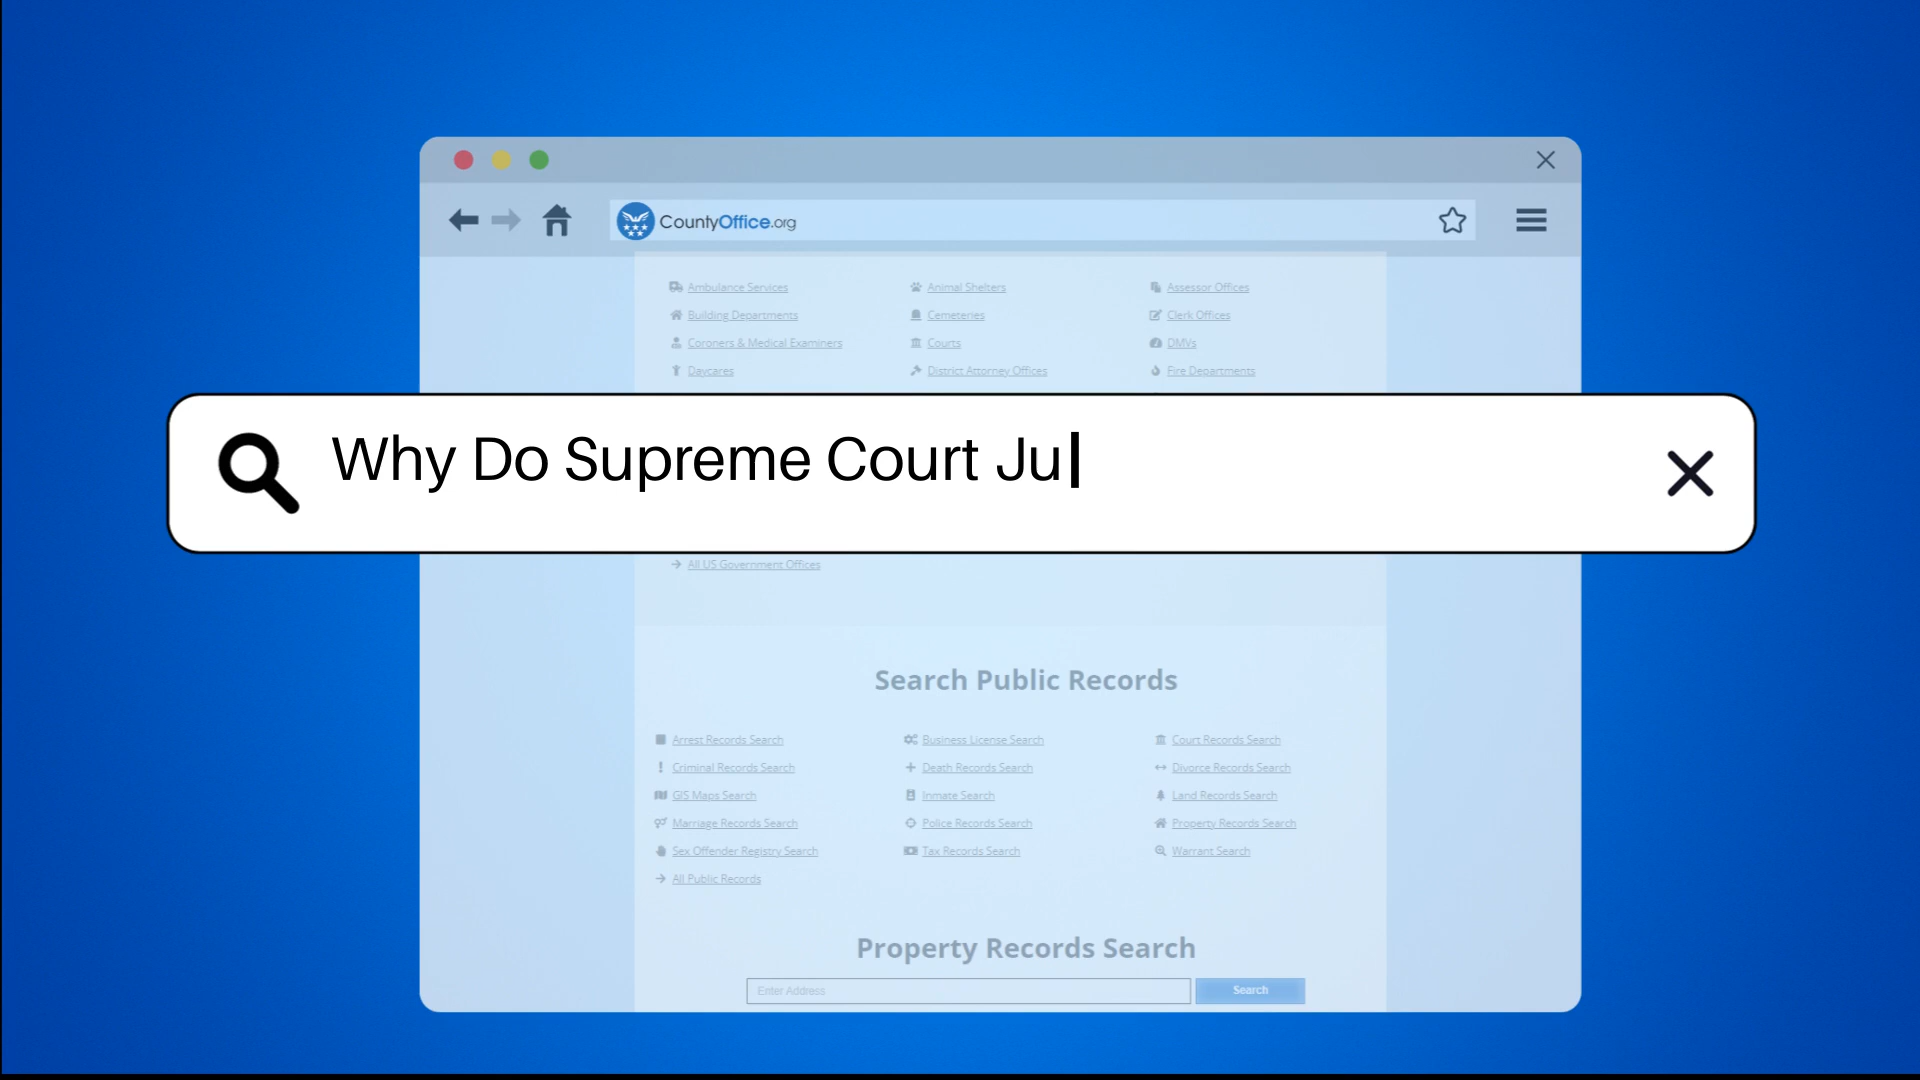 CountyOffice.org
Ambulance Services Animal Shelters Assessor Offices
Building Departments Cemeteries Clerk Offices
Coroners & Medical Examiners Courts DMVs
Daycares District Attorney Offices Fire Departments
Why Do Supreme Court Ju
All US Government Offices
Search Public Records
Arrest Records Search Business License Search Court Records Search
Criminal Records Search Death Records Search Divorce Records Search
GIS Maps Search Inmate Search Land Records Search
Marriage Records Search Police Records Search Property Records Search
Sex Offender Registry Search Tax Records Search Warrant Search
All Public Records
Property Records Search
Enter Address Search